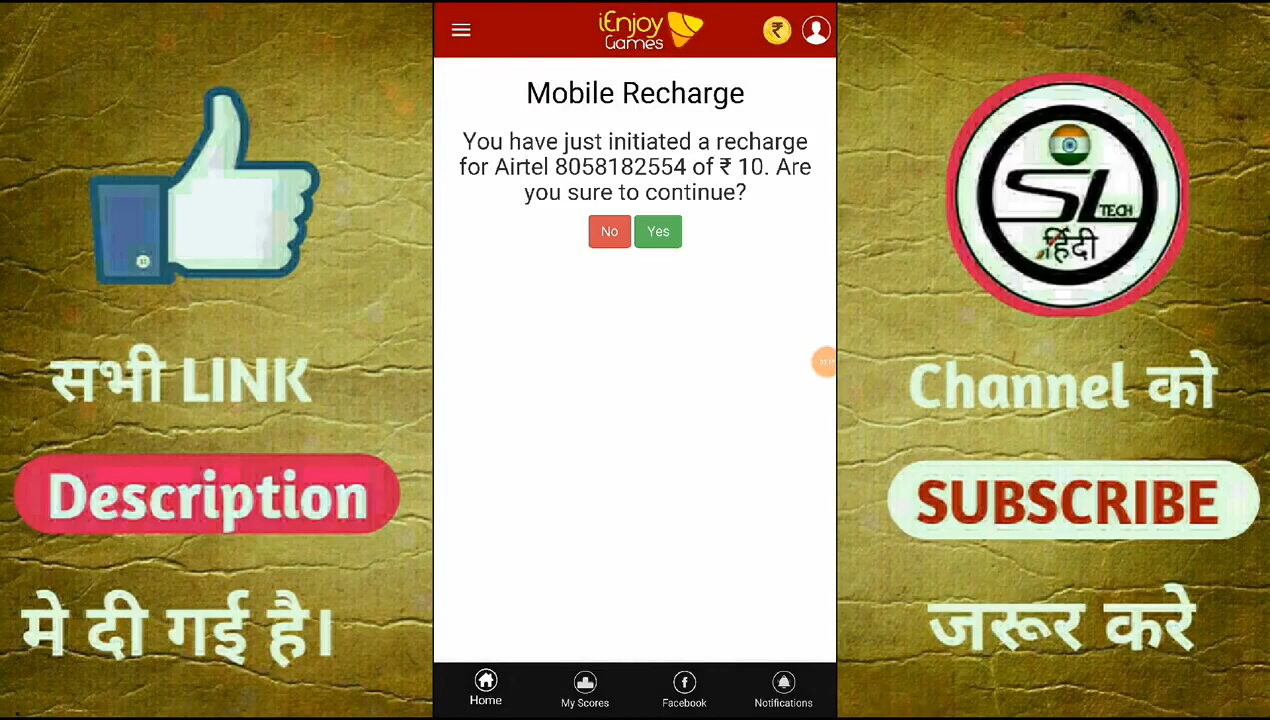 iEnjoy
Games
₹
Mobile Recharge
You have just initiated a recharge
for Airtel 8058182554 of ₹ 10. Are
you sure to continue?
No Yes
Home
My Scores
Facebook
Notifications
सभी LINK
Description
मे दी गई है।
SL
TECH
हिंदी
Channel को
SUBSCRIBE
जरूर करे